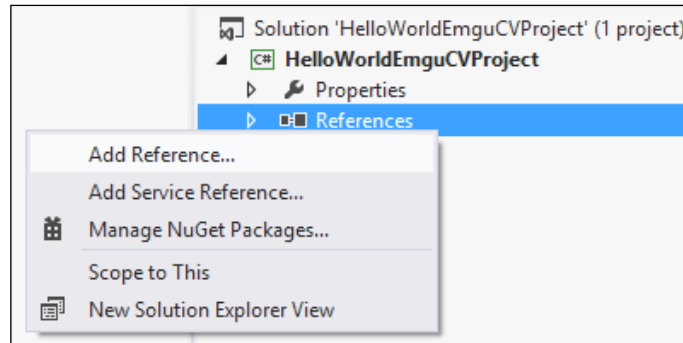 Solution 'HelloWorldEmguCVProject' (1 project)
C# HelloWorldEmguCVProject
Properties
References
Add Reference...
Add Service Reference...
Manage NuGet Packages...
Scope to This
New Solution Explorer View